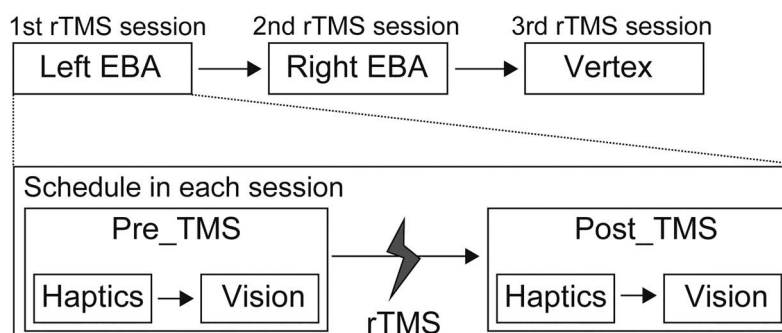 1st rTMS session 2nd rTMS session 3rd rTMS session
Left EBA Right EBA Vertex
Schedule in each session
Pre_TMS Post_TMS
Haptics Vision Haptics Vision
rTMS